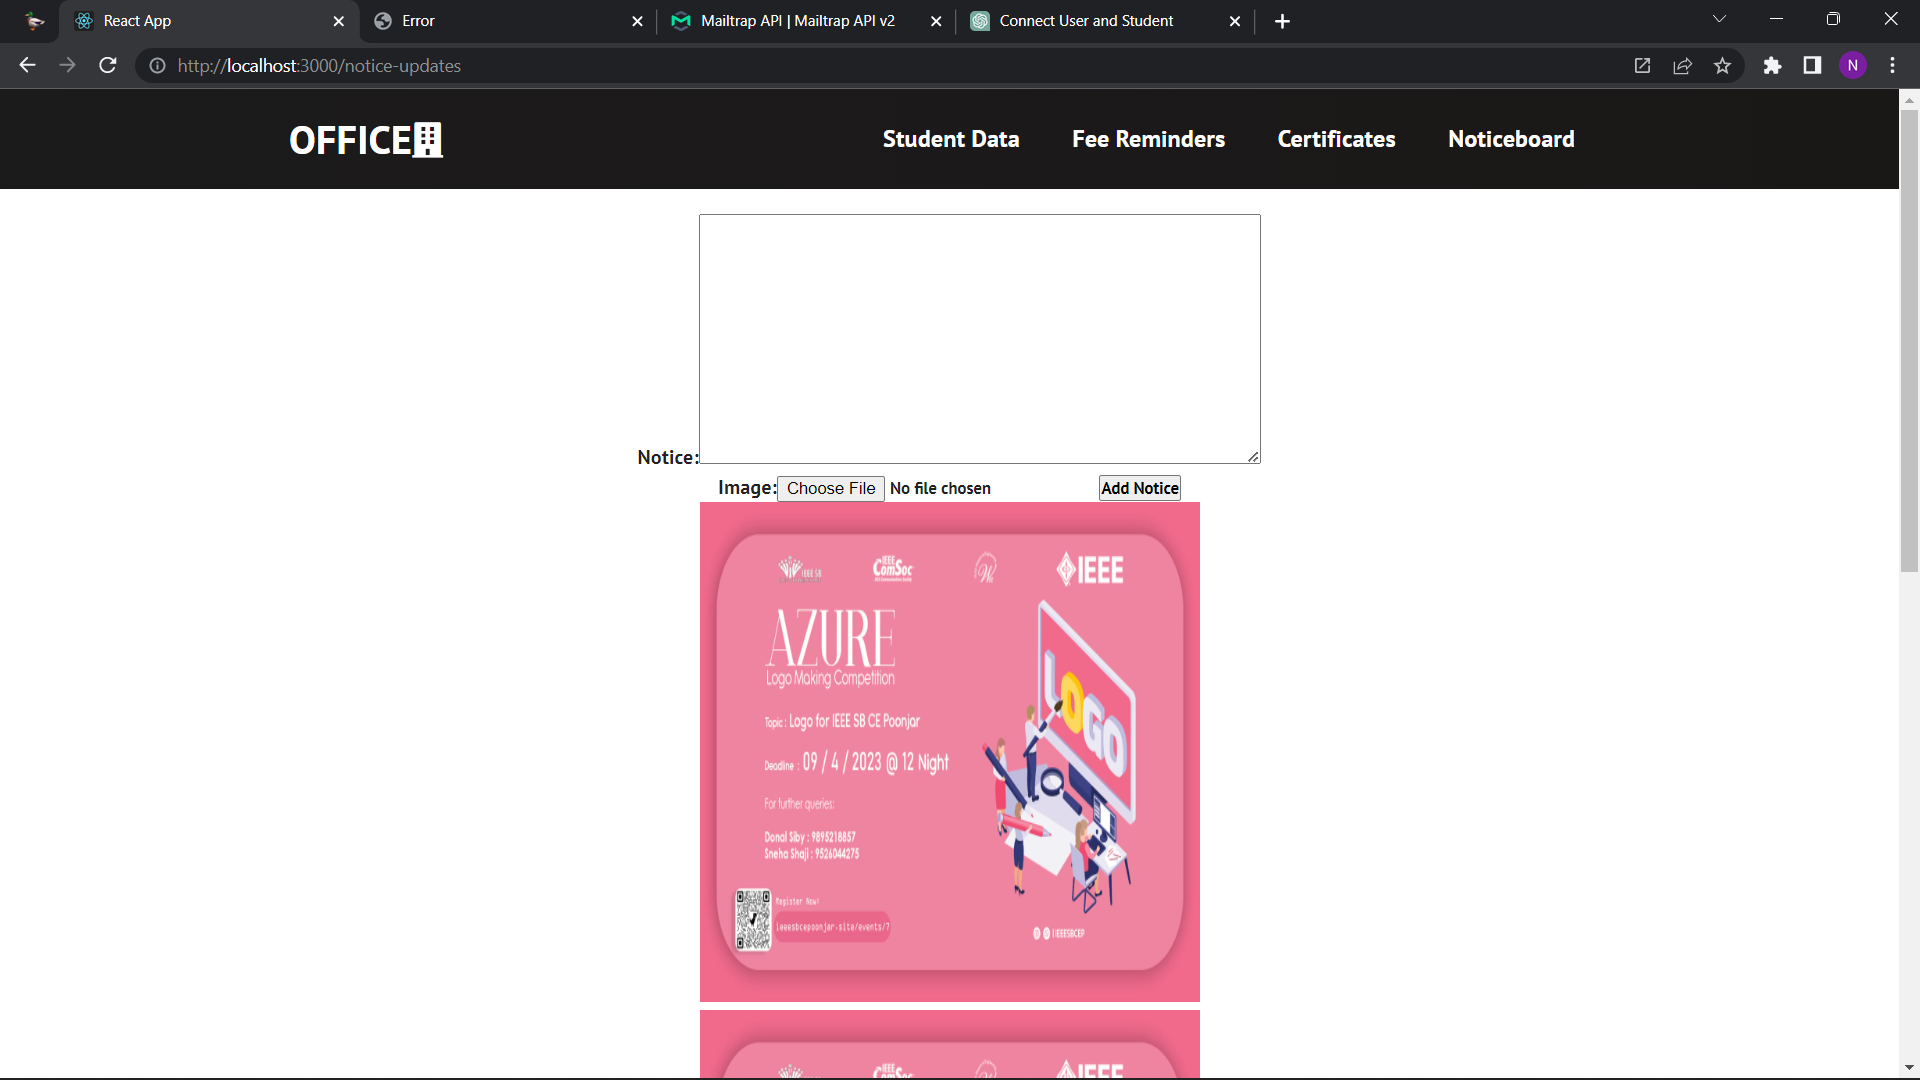 React App
Error
Mailtrap API | Mailtrap API v2
Connect User and Student
http://localhost:3000/notice-updates
N
OFFICE
Student Data Fee Reminders Certificates Noticeboard
Notice:
Image: Choose File No file chosen Add Notice
IEEE SB
IEEE ComSoc
IEEE
AZURE
Logo Making Competition
LOGO
Topic : Logo for IEEE SB CE Poonjar
Deadline : 09 / 4 / 2023 @ 12 Night
For further queries:
Donal Siby : 9895218857
Sneha Shaji : 9526044275
Register Now!
ieeesbcepoonjar.site/events/7
IEEESBCEP
IEEE
ComSoc
IEEE